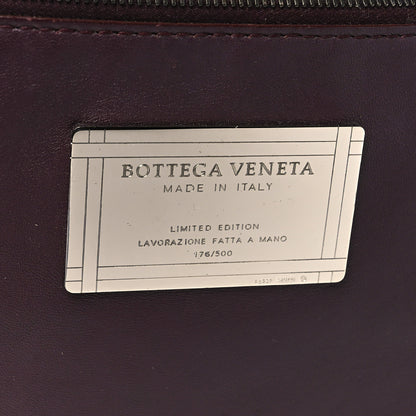 BOTTEGA VENETA
MADE IN ITALY
LIMITED EDITION
LAVORAZIONE FATTA A MANO
176/500